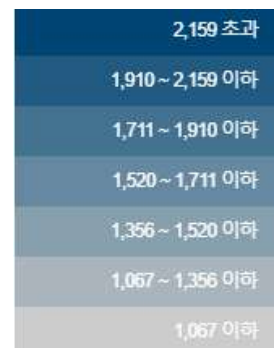 2,159 초과
1,910 ~ 2,159 이하
1,711 ~ 1,910 이하
1,520 ~ 1,711 이하
1,356 ~ 1,520 이하
1,067 ~ 1,356 이하
1,067 이하